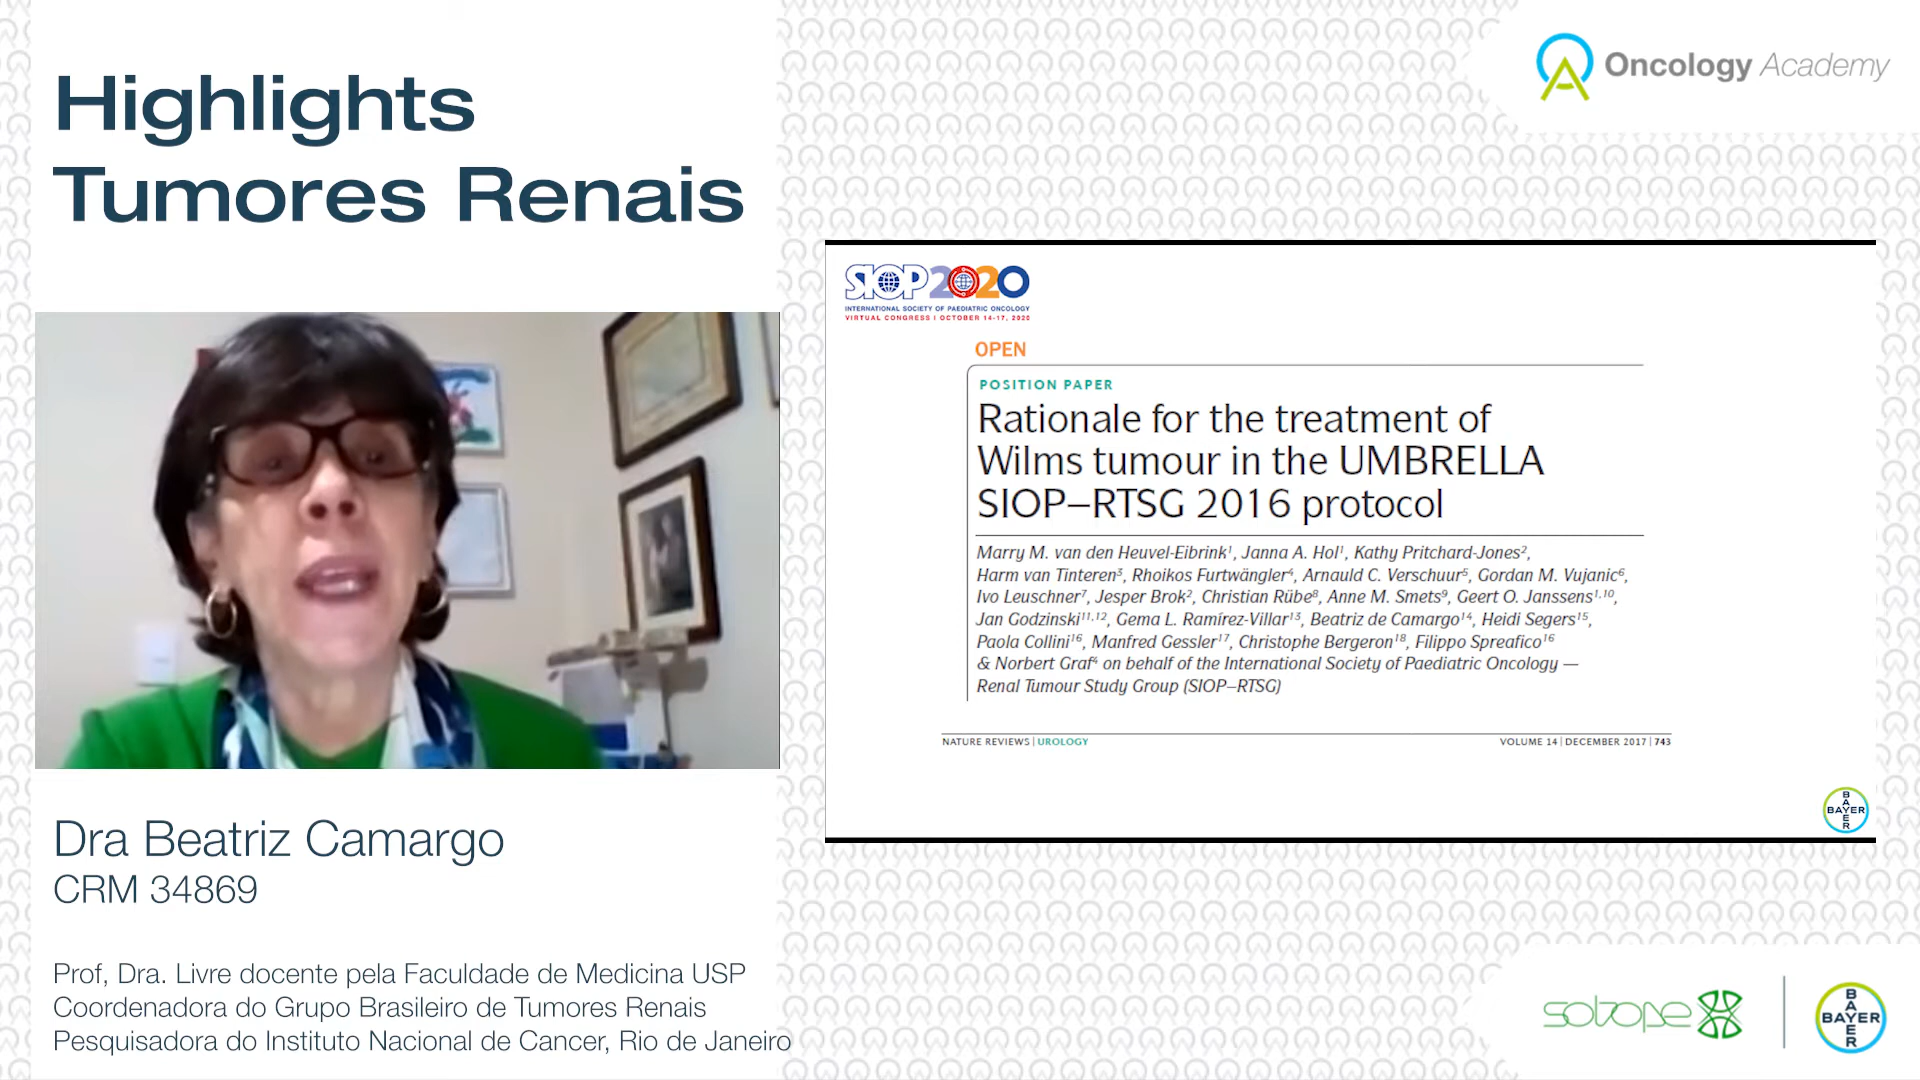 Highlights
Tumores Renais
Oncology Academy
SIOP2020
INTERNATIONAL SOCIETY OF PAEDIATRIC ONCOLOGY
VIRTUAL CONGRESS | OCTOBER 14-17, 2020
OPEN
POSITION PAPER
Rationale for the treatment of
Wilms tumour in the UMBRELLA
SIOP–RTSG 2016 protocol
Marry M. van den Heuvel-Eibrink¹, Janna A. Hol¹, Kathy Pritchard-Jones²,
Harm van Tinteren³, Rhoikos Furtwängler⁴, Arnauld C. Verschuur⁵, Gordan M. Vujanic⁶,
Ivo Leuschner⁷, Jesper Brok², Christian Rübe⁸, Anne M. Smets⁹, Geert O. Janssens¹,¹⁰,
Jan Godzinski¹¹,¹², Gema L. Ramírez-Villar¹³, Beatriz de Camargo¹⁴, Heidi Segers¹⁵,
Paola Collini¹⁶, Manfred Gessler¹⁷, Christophe Bergeron¹⁸, Filippo Spreafico¹⁶
& Norbert Graf⁴ on behalf of the International Society of Paediatric Oncology —
Renal Tumour Study Group (SIOP–RTSG)
NATURE REVIEWS | UROLOGY
VOLUME 14 | DECEMBER 2017 | 743
BAYER
BAYER
Dra Beatriz Camargo
CRM 34869
Prof, Dra. Livre docente pela Faculdade de Medicina USP
Coordenadora do Grupo Brasileiro de Tumores Renais
Pesquisadora do Instituto Nacional de Cancer, Rio de Janeiro
sobope
BAYER
BAYER